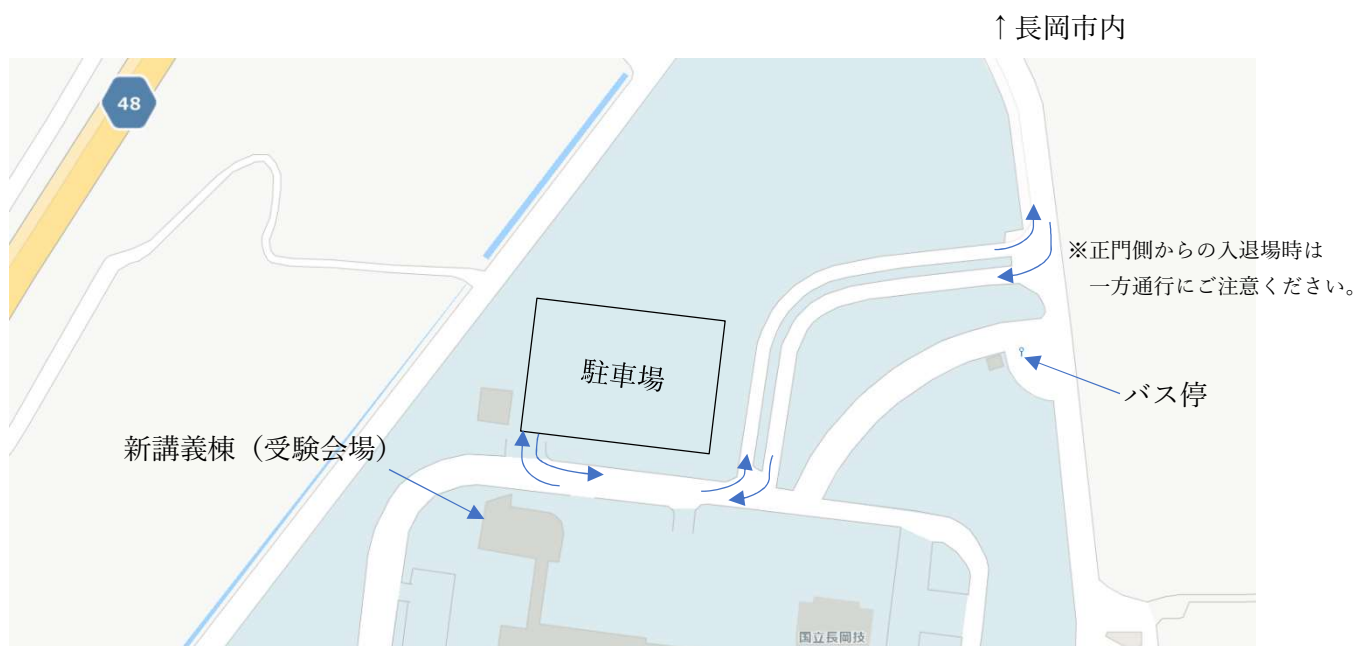 ↑長岡市内
48
※正門側からの入退場時は
一方通行にご注意ください。
駐車場
バス停
新講義棟（受験会場）
国立長岡技